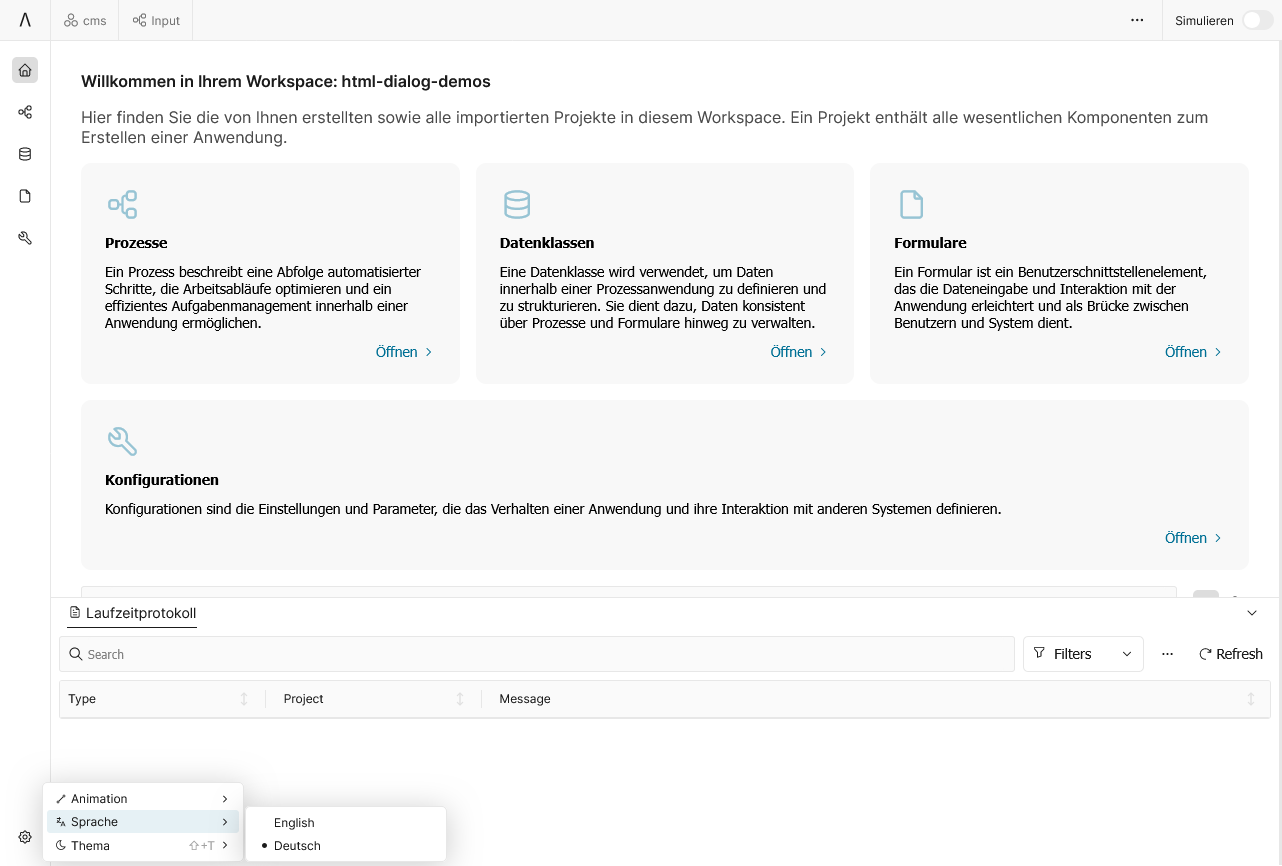 cms
Input
Simulieren
Willkommen in Ihrem Workspace: html-dialog-demos
Hier finden Sie die von Ihnen erstellten sowie alle importierten Projekte in diesem Workspace. Ein Projekt enthält alle wesentlichen Komponenten zum
Erstellen einer Anwendung.
Prozesse
Ein Prozess beschreibt eine Abfolge automatisierter
Schritte, die Arbeitsabläufe optimieren und ein
effizientes Aufgabenmanagement innerhalb einer
Anwendung ermöglichen.
Öffnen
Datenklassen
Eine Datenklasse wird verwendet, um Daten
innerhalb einer Prozessanwendung zu definieren und
zu strukturieren. Sie dient dazu, Daten konsistent
über Prozesse und Formulare hinweg zu verwalten.
Öffnen
Formulare
Ein Formular ist ein Benutzerschnittstellenelement,
das die Dateneingabe und Interaktion mit der
Anwendung erleichtert und als Brücke zwischen
Benutzern und System dient.
Öffnen
Konfigurationen
Konfigurationen sind die Einstellungen und Parameter, die das Verhalten einer Anwendung und ihre Interaktion mit anderen Systemen definieren.
Öffnen
Laufzeitprotokoll
Search
Filters
Refresh
Type
Project
Message
Animation
Sprache
Thema
⇧+T
English
Deutsch